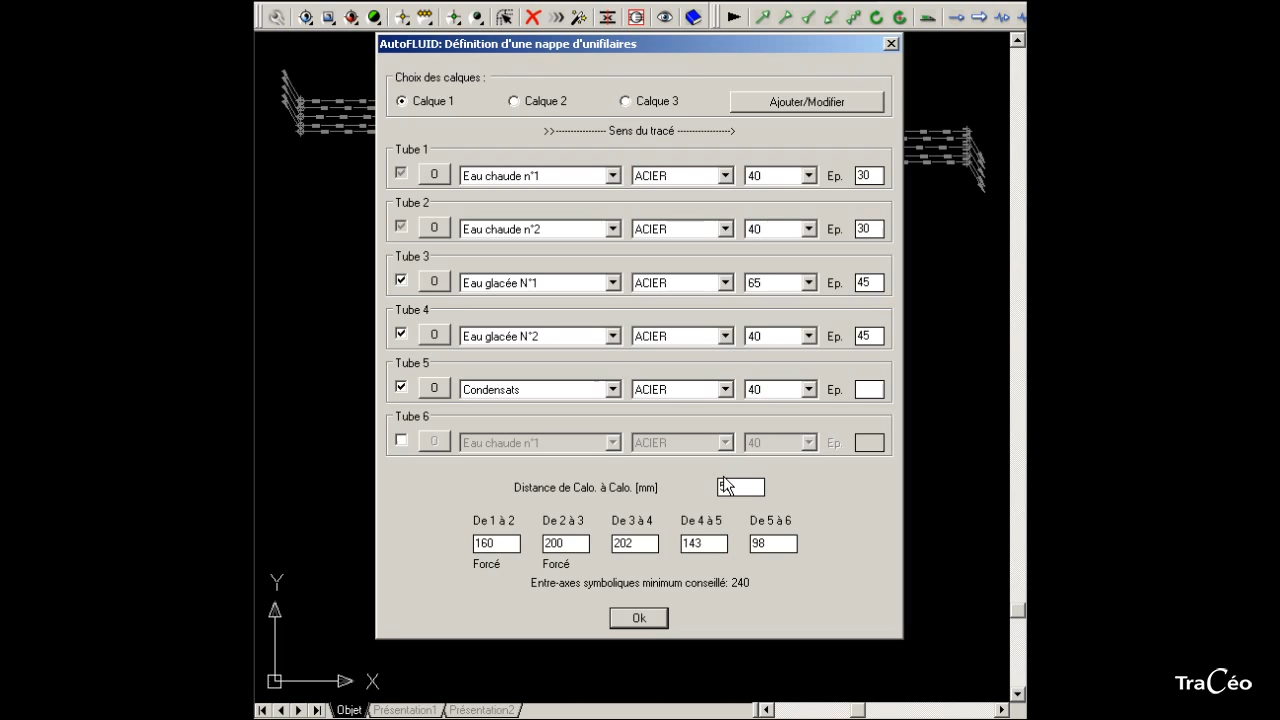 AutoFLUID: Définition d'une nappe d'unifilaires
Choix des calques :
Calque 1 Calque 2 Calque 3 Ajouter/Modifier
>>---------------- Sens du tracé ---------------->
Tube 1
0 Eau chaude n°1 ACIER 40 Ep. 30
Tube 2
0 Eau chaude n°2 ACIER 40 Ep. 30
Tube 3
0 Eau glacée N°1 ACIER 65 Ep. 45
Tube 4
0 Eau glacée N°2 ACIER 40 Ep. 45
Tube 5
0 Condensats ACIER 40 Ep.
Tube 6
0 Eau chaude n°1 ACIER 40 Ep.
Distance de Calo. à Calo. [mm]
De 1 à 2 De 2 à 3 De 3 à 4 De 4 à 5 De 5 à 6
160 200 202 143 98
Forcé Forcé
Entre-axes symboliques minimum conseillé: 240
Ok
Y
X
TraCéo
Objet Présentation1 Présentation2